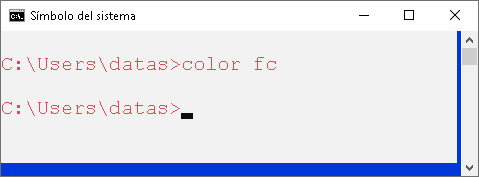 Símbolo del sistema
C:\Users\datas>color fc
C:\Users\datas>